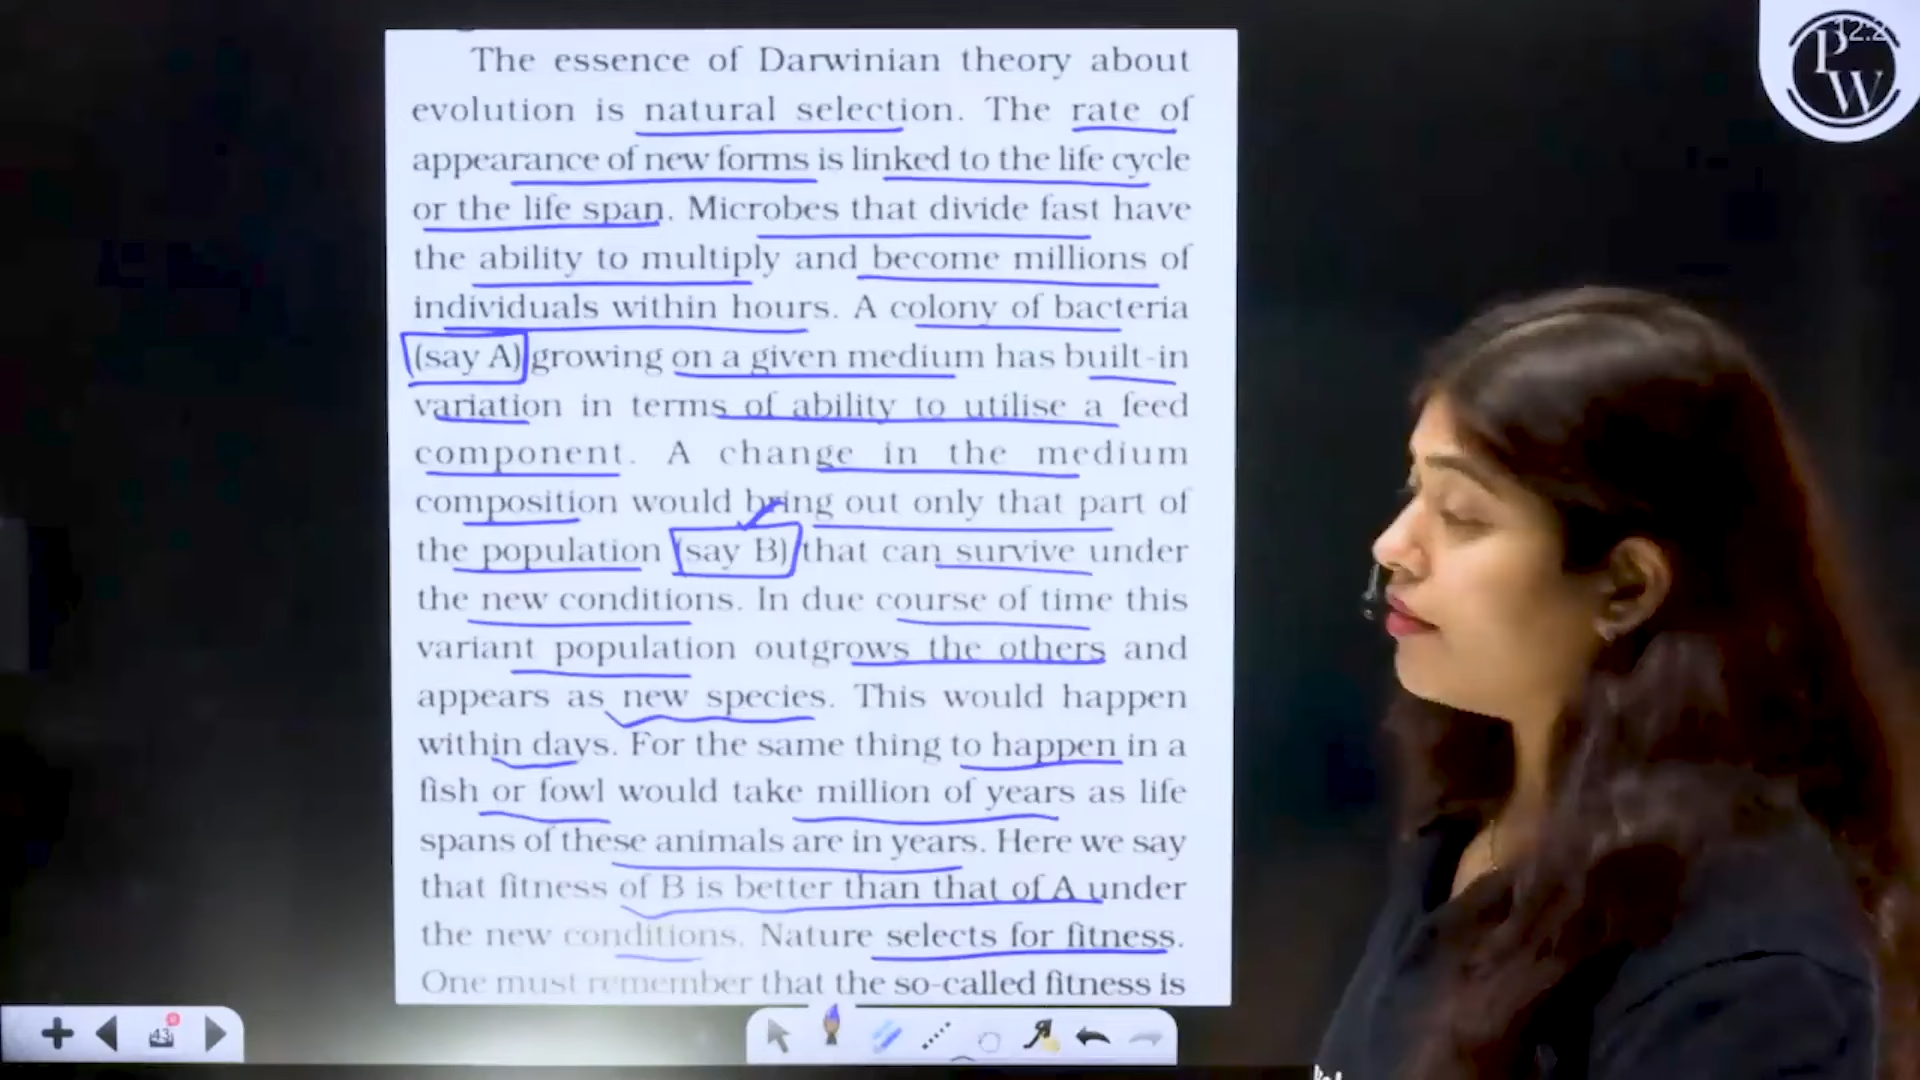 The essence of Darwinian theory about
evolution is natural selection. The rate of
appearance of new forms is linked to the life cycle
or the life span. Microbes that divide fast have
the ability to multiply and become millions of
individuals within hours. A colony of bacteria
(say A) growing on a given medium has built-in
variation in terms of ability to utilise a feed
component. A change in the medium
composition would bring out only that part of
the population (say B) that can survive under
the new conditions. In due course of time this
variant population outgrows the others and
appears as new species. This would happen
within days. For the same thing to happen in a
fish or fowl would take million of years as life
spans of these animals are in years. Here we say
that fitness of B is better than that of A under
the new conditions. Nature selects for fitness.
One must remember that the so-called fitness is
PW
43